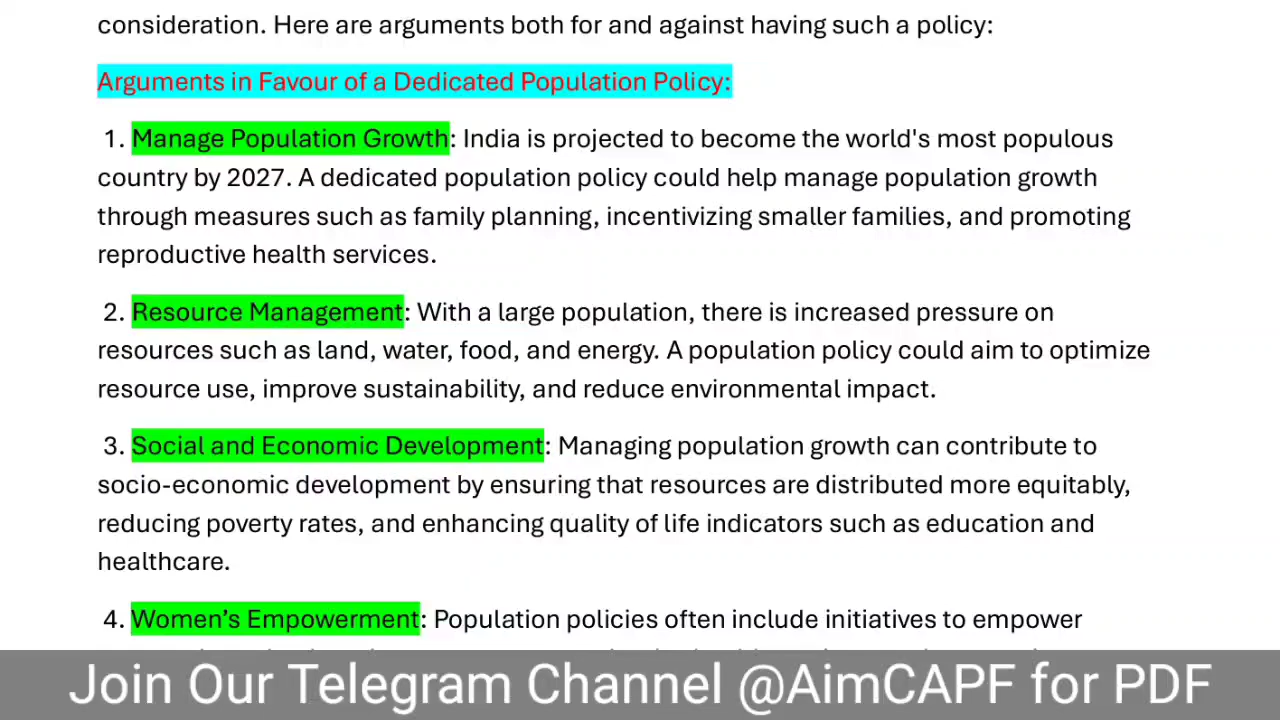 consideration. Here are arguments both for and against having such a policy:
Arguments in Favour of a Dedicated Population Policy:
1. Manage Population Growth: India is projected to become the world's most populous
country by 2027. A dedicated population policy could help manage population growth
through measures such as family planning, incentivizing smaller families, and promoting
reproductive health services.
2. Resource Management: With a large population, there is increased pressure on
resources such as land, water, food, and energy. A population policy could aim to optimize
resource use, improve sustainability, and reduce environmental impact.
3. Social and Economic Development: Managing population growth can contribute to
socio-economic development by ensuring that resources are distributed more equitably,
reducing poverty rates, and enhancing quality of life indicators such as education and
healthcare.
4. Women’s Empowerment: Population policies often include initiatives to empower
Join Our Telegram Channel @AimCAPF for PDF